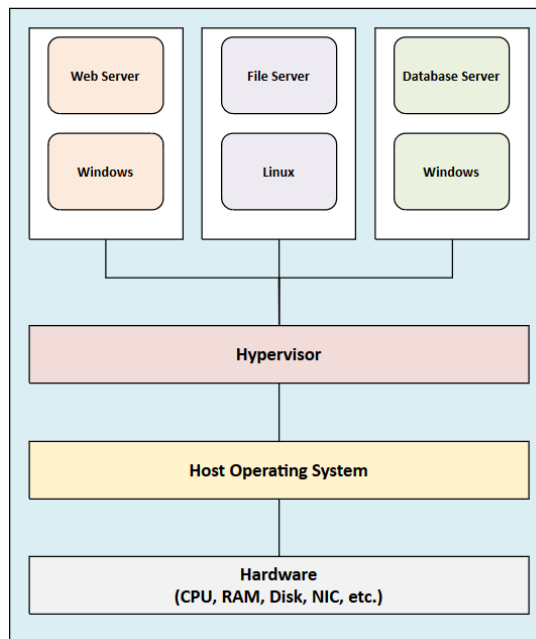 Web Server
File Server
Database Server
Windows
Linux
Windows
Hypervisor
Host Operating System
Hardware
(CPU, RAM, Disk, NIC, etc.)